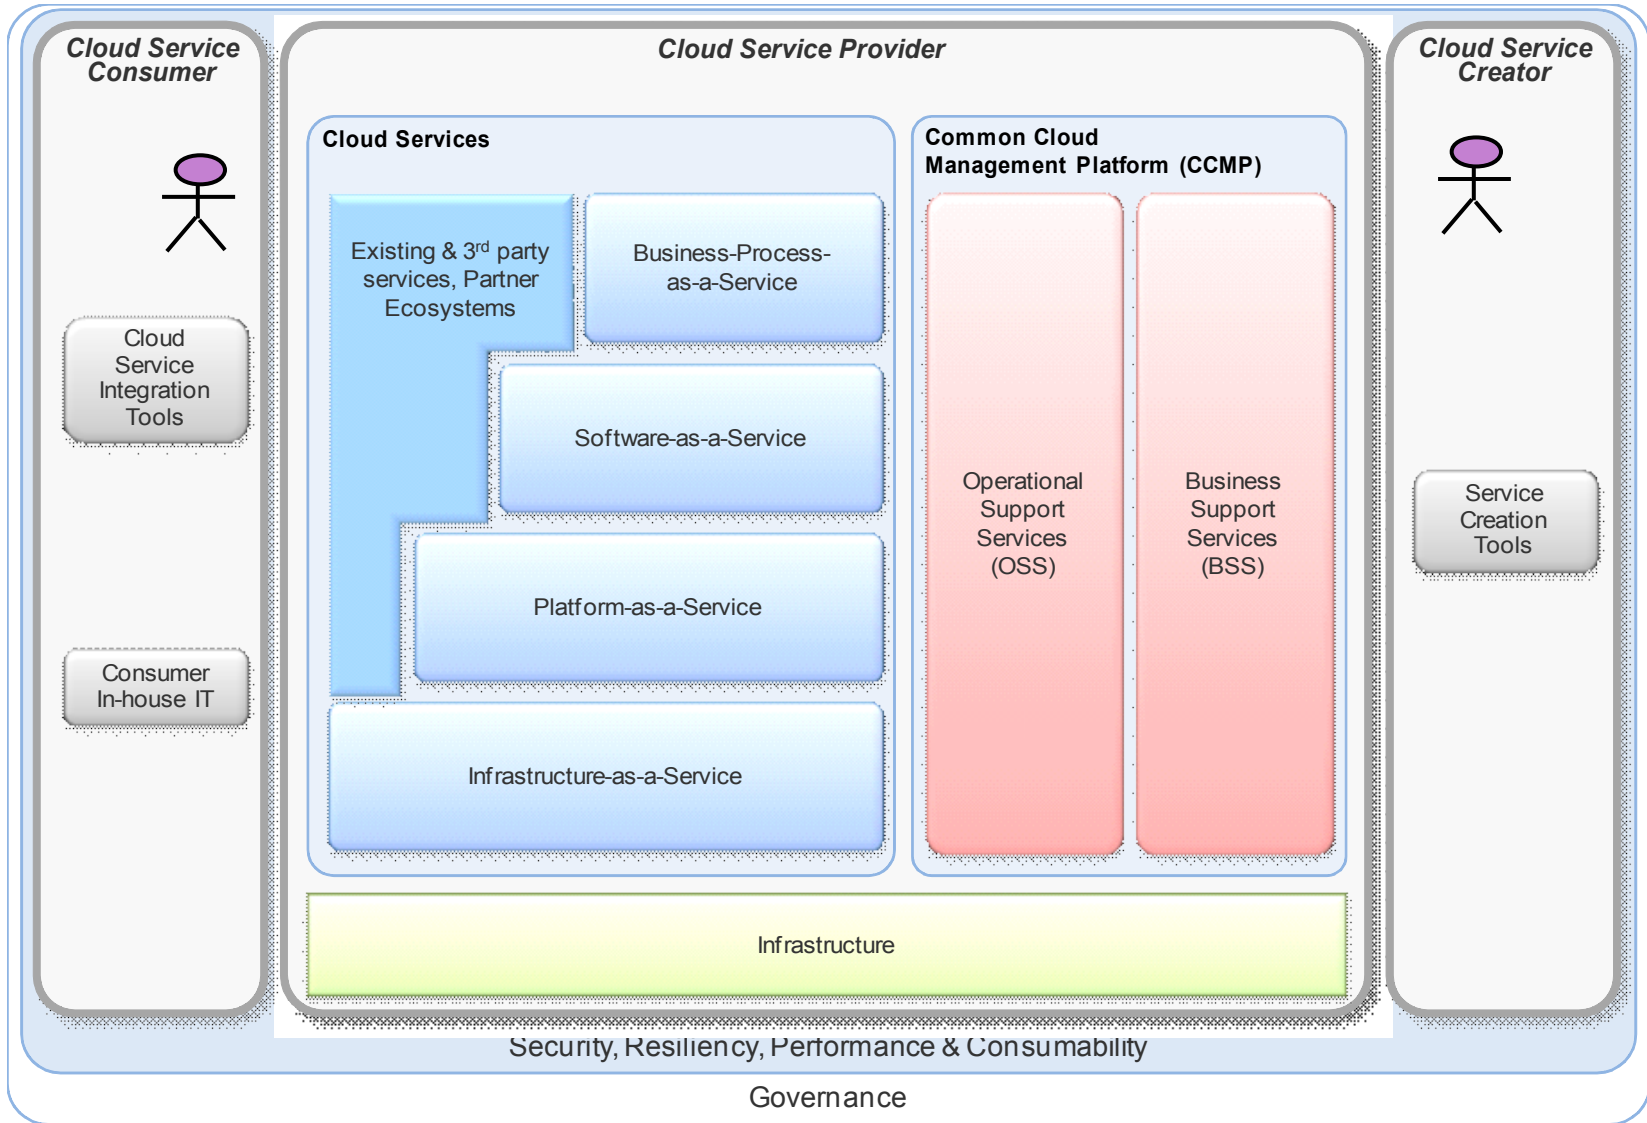 Cloud Service
Consumer
Cloud
Service
Integration
Tools
Consumer
In-house IT
Cloud Service Provider
Cloud Services
Existing & 3rd party
services, Partner
Ecosystems
Business-Process-
as-a-Service
Software-as-a-Service
Platform-as-a-Service
Infrastructure-as-a-Service
Common Cloud
Management Platform (CCMP)
Operational
Support
Services
(OSS)
Business
Support
Services
(BSS)
Infrastructure
Cloud Service
Creator
Service
Creation
Tools
Security, Resiliency, Performance & Consumability
Governance